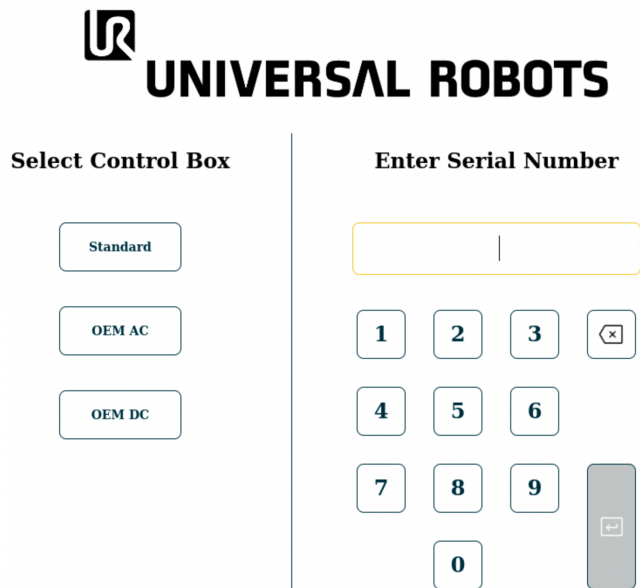 UR
UNIVERSAL ROBOTS
Select Control Box
Standard
OEM AC
OEM DC
Enter Serial Number
1 2 3
4 5 6
7 8 9
0